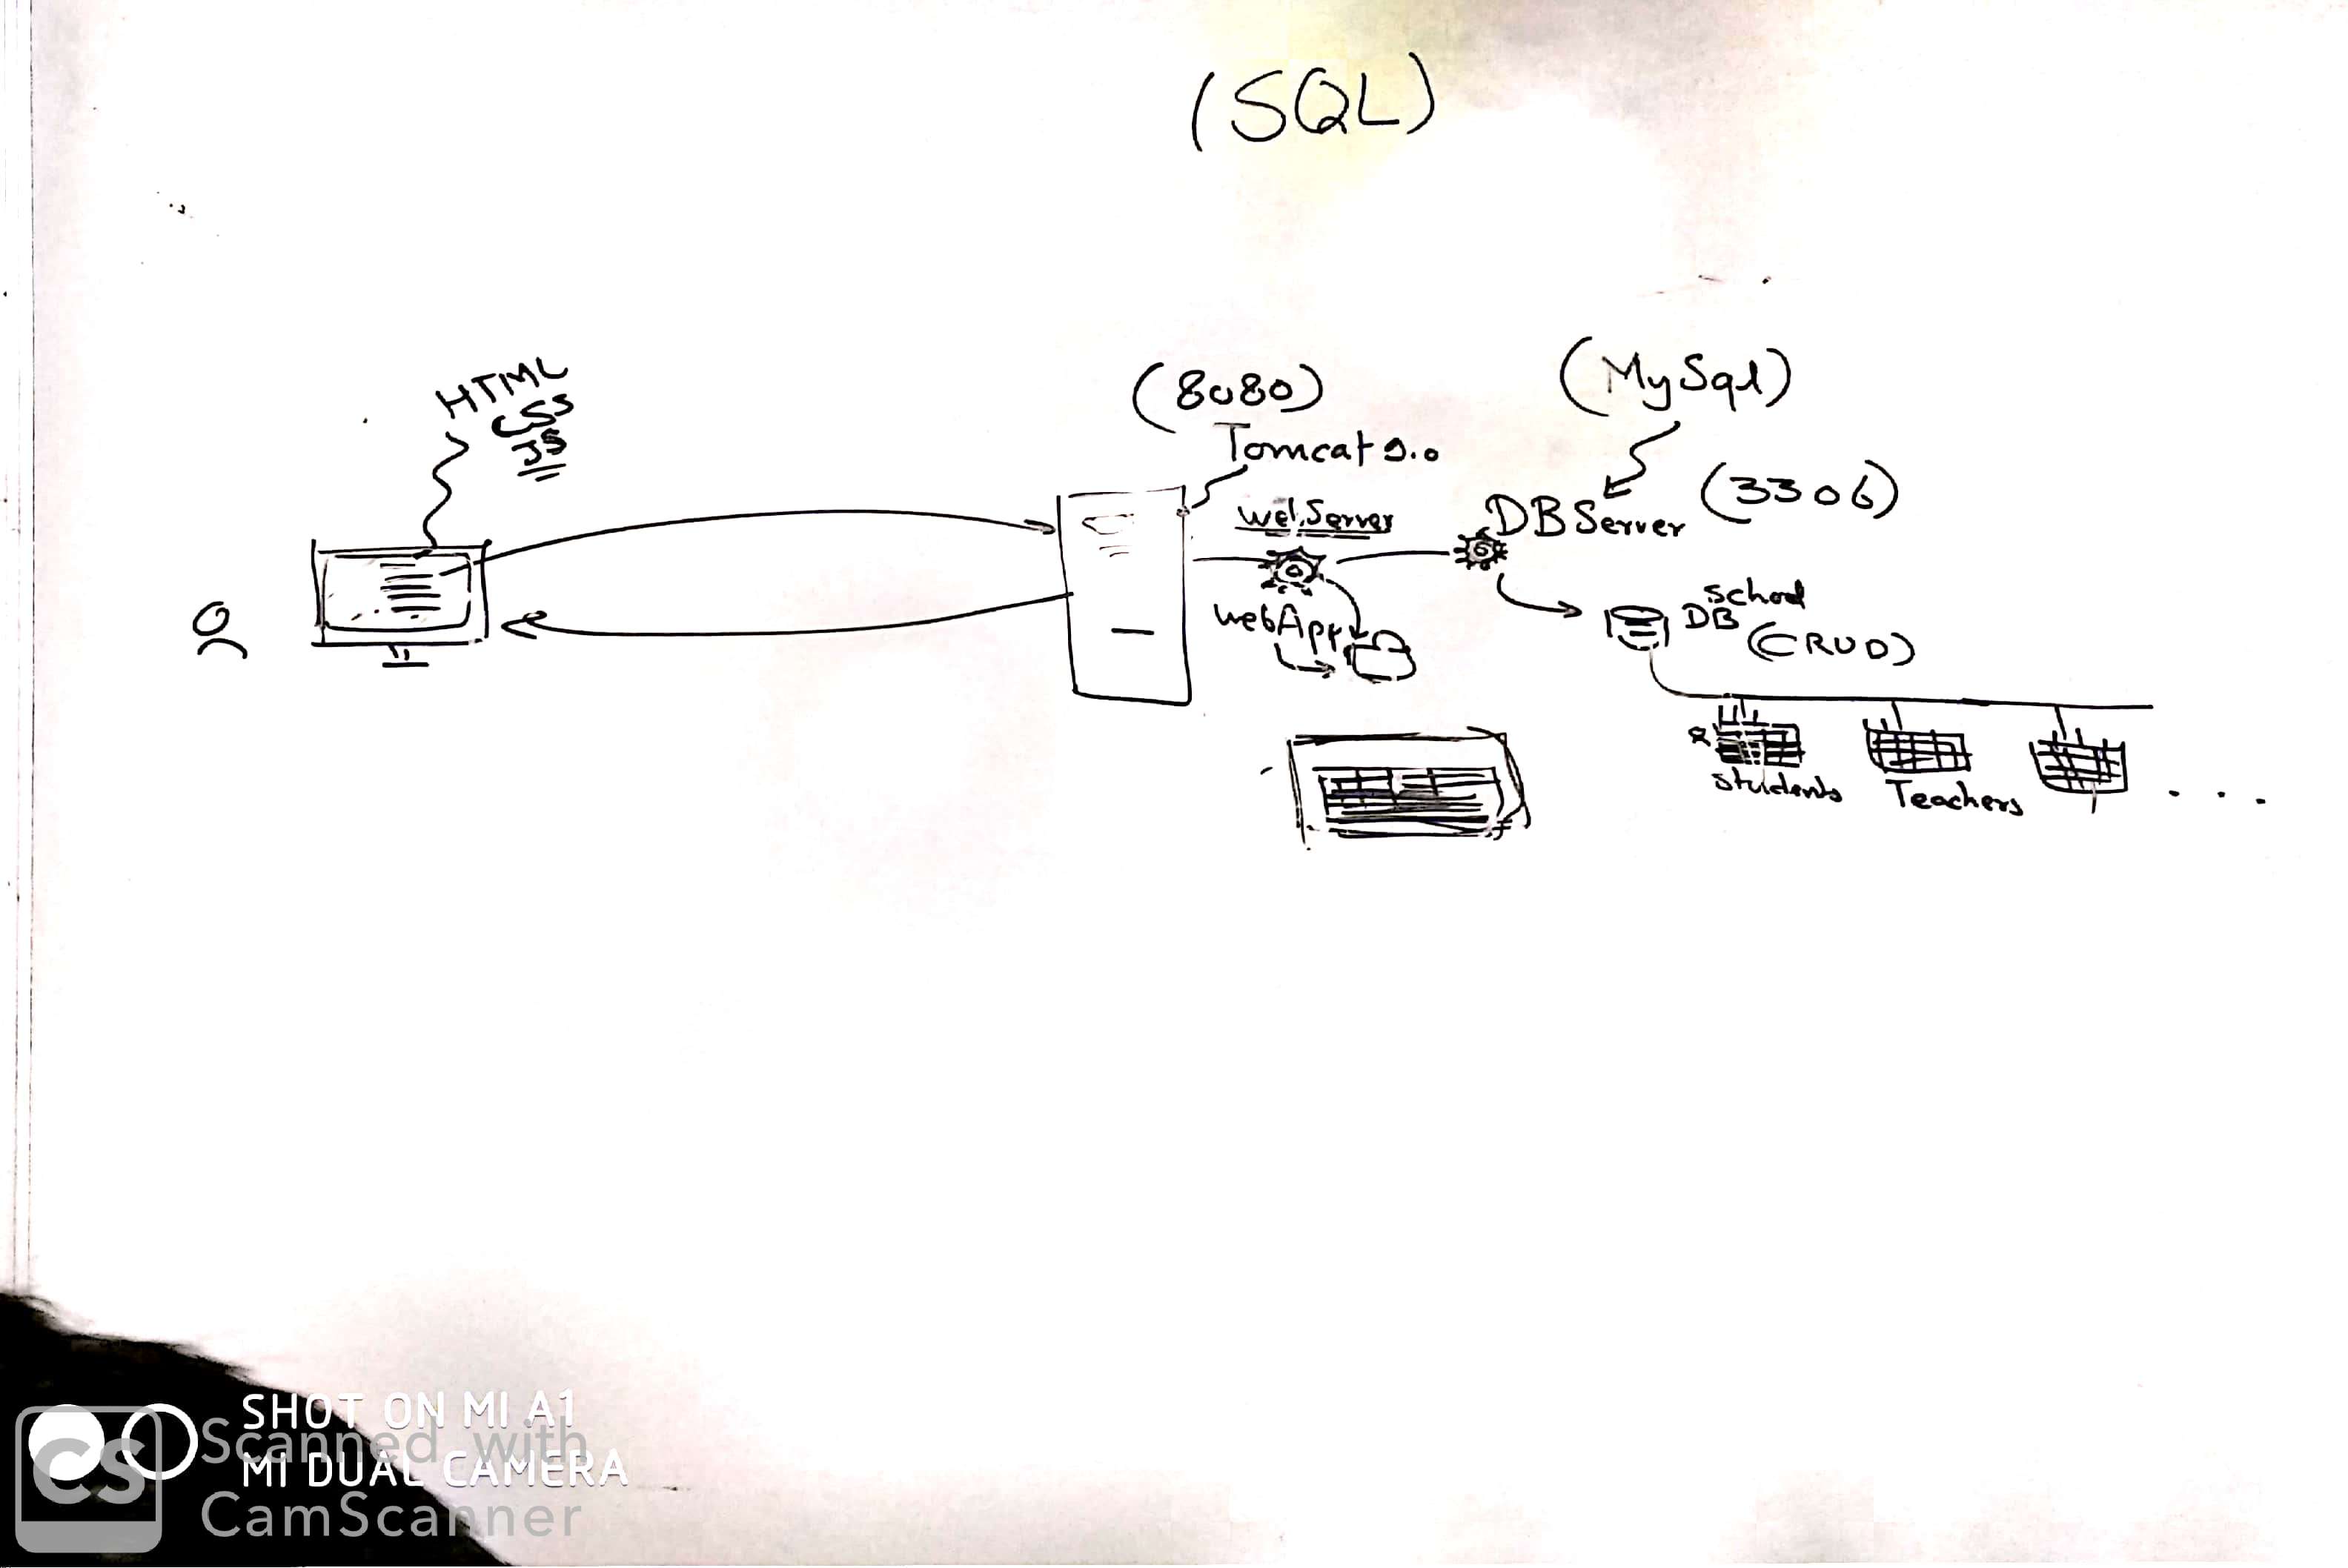 (SQL)
HTML
CSS
JS
(8080)
Tomcat 9.0
(MySql)
(3306)
DB Server
web Server
webApp
School
DB
(CRUD)
students
Teachers
. . . .
SHOT ON MI A1
MI DUAL CAMERA
CS
Scanned with
CamScanner